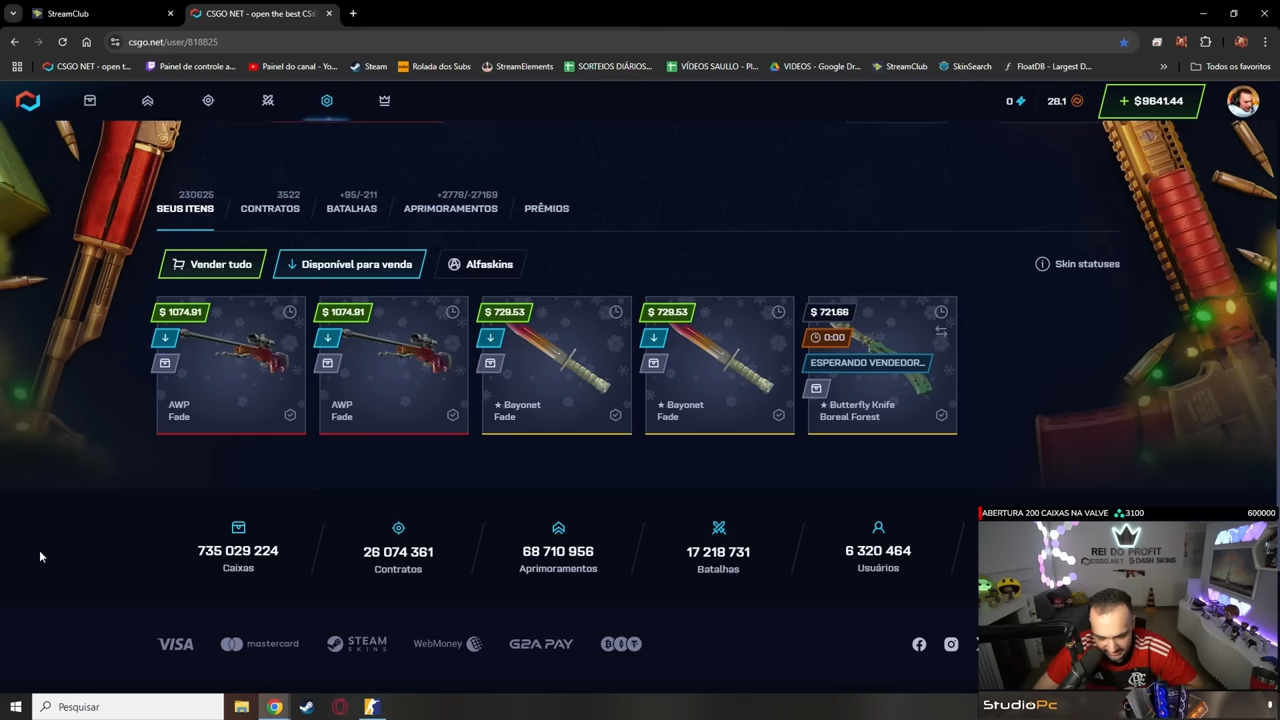 StreamClub
CSGO NET - open the best CS:
csgo.net/user/818825
CSGO NET - open t...
Painel de controle a...
Painel do canal - Yo...
Steam
Rolada dos Subs
StreamElements
SORTEIOS DIÁRIOS...
VÍDEOS SAULLO - Pl...
VIDEOS - Google Dr...
StreamClub
SkinSearch
FloatDB - Largest D...
Todos os favoritos
0
28.1
+ $9641.44
230625
3522
+95/-211
+2778/-27169
SEUS ITENS
CONTRATOS
BATALHAS
APRIMORAMENTOS
PRÊMIOS
Vender tudo
Disponível para venda
Alfaskins
Skin statuses
$ 1074.91
$ 1074.91
$ 729.53
$ 729.53
$ 721.66
0:00
ESPERANDO VENDEDOR...
AWP
Fade
AWP
Fade
★ Bayonet
Fade
★ Bayonet
Fade
★ Butterfly Knife
Boreal Forest
735 029 224
Caixas
26 074 361
Contratos
68 710 956
Aprimoramentos
17 218 731
Batalhas
6 320 464
Usuários
VISA
mastercard
STEAM
SKINS
WebMoney
G2A PAY
ABERTURA 200 CAIXAS NA VALVE
3100
600000
REI DO PROFIT
CSGO.NET
DASH SKINS
StudioPc
Pesquisar